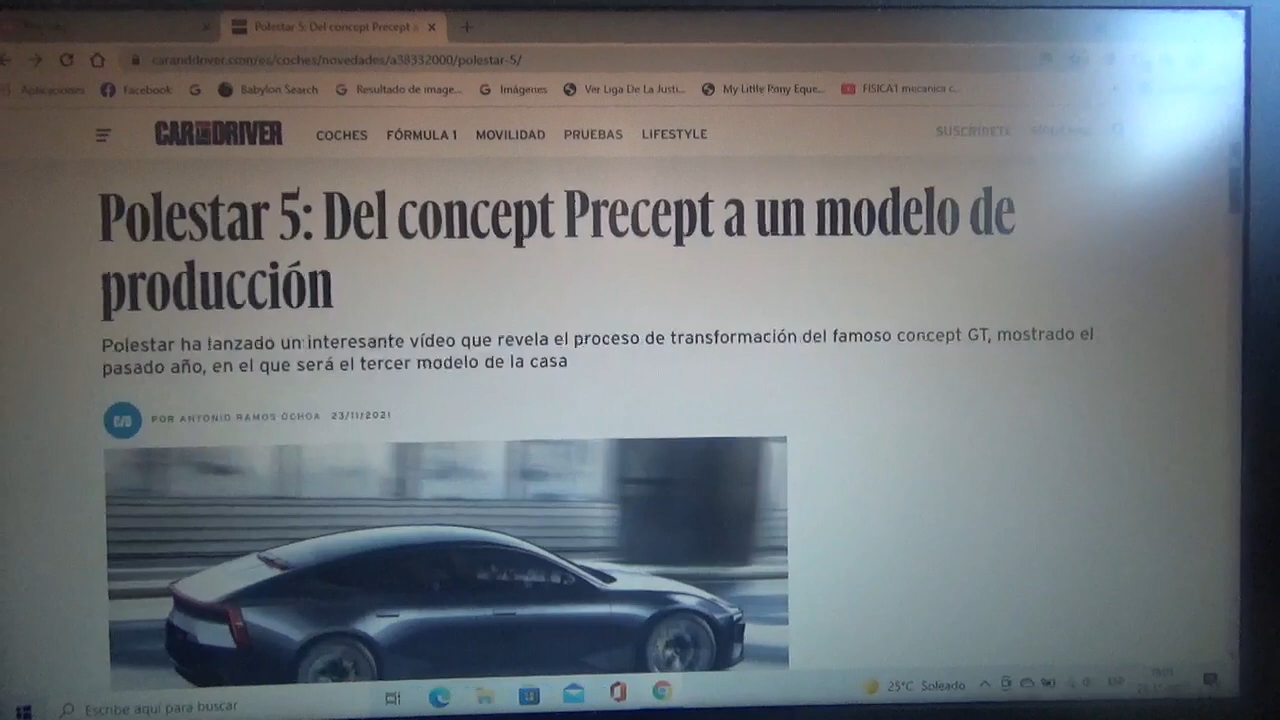 Polestar 5: Del concept Precept a
caranddriver.com/es/coches/novedades/a38332000/polestar-5/
Aplicaciones Facebook Babylon Search Resultado de image... Imágenes Ver Liga De La Justi... My Little Pony Eque... FISICA1 mecanica c...
CAR AND DRIVER COCHES FÓRMULA 1 MOVILIDAD PRUEBAS LIFESTYLE SUSCRÍBETE
Polestar 5: Del concept Precept a un modelo de
producción
Polestar ha lanzado un interesante vídeo que revela el proceso de transformación del famoso concept GT, mostrado el
pasado año, en el que será el tercer modelo de la casa
C/D POR ANTONIO RAMOS OCHOA 23/11/2021
Escribe aquí para buscar 25°C Soleado ESP